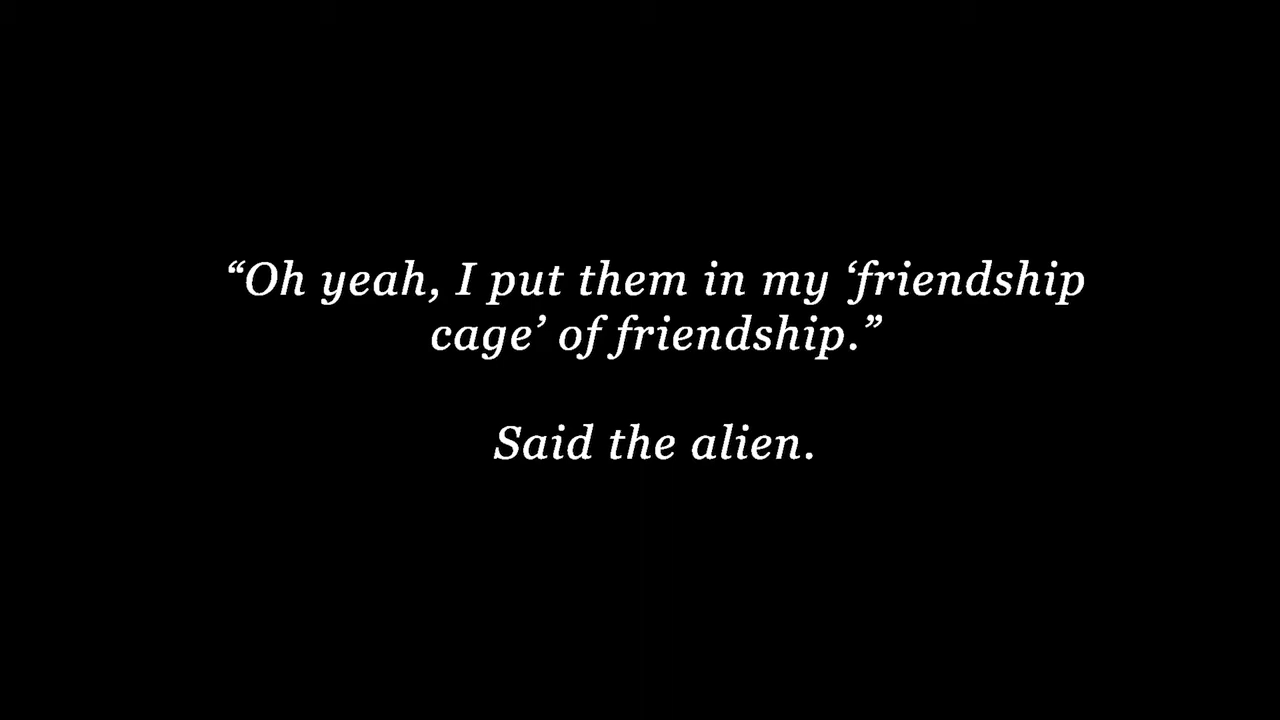 “Oh yeah, I put them in my ‘friendship
cage’ of friendship.”
Said the alien.